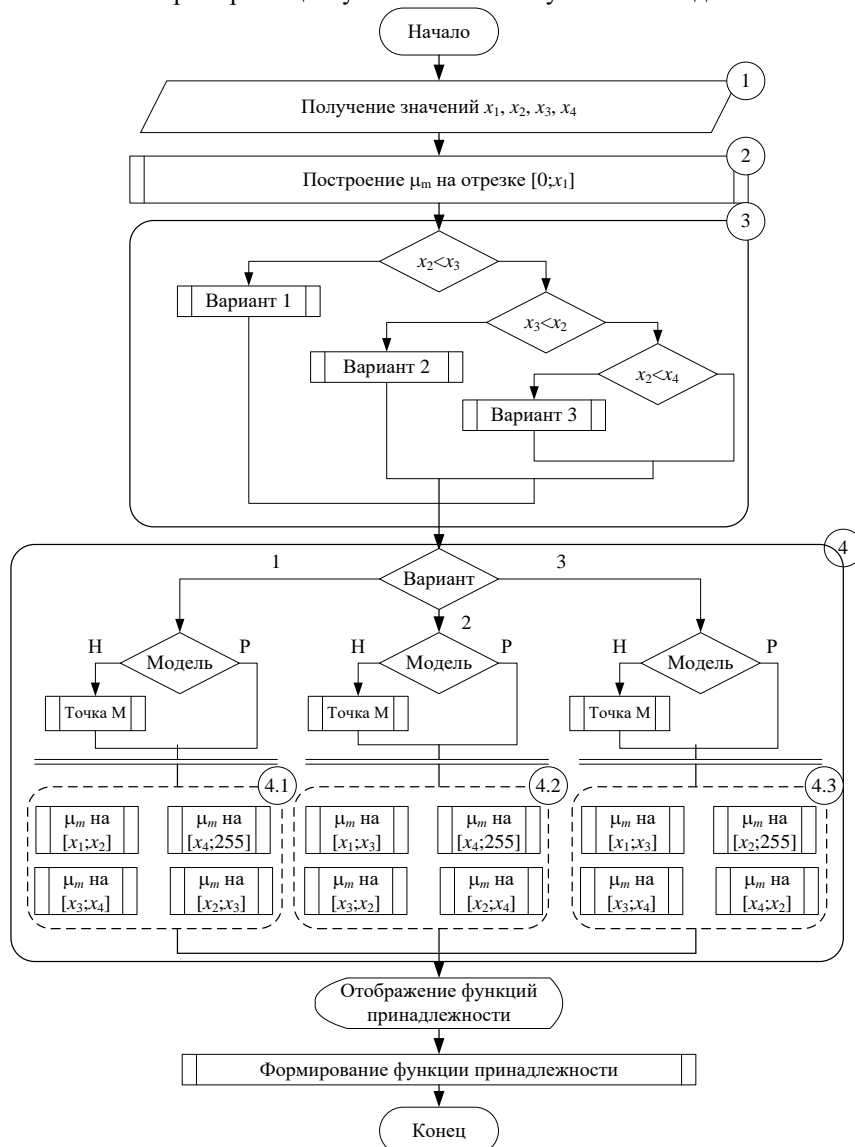 Начало
1
Получение значений x1, x2, x3, x4
2
Построение μm на отрезке [0;x1]
3
x2<x3
Вариант 1
x3<x2
Вариант 2
x2<x4
Вариант 3
4
1
Вариант
3
2
Н
Модель
Р
Н
Модель
Р
Н
Модель
Р
Точка М
Точка М
Точка М
4.1
4.2
4.3
μm на
[x1;x2]
μm на
[x4;255]
μm на
[x3;x4]
μm на
[x2;x3]
μm на
[x1;x3]
μm на
[x4;255]
μm на
[x3;x2]
μm на
[x2;x4]
μm на
[x1;x3]
μm на
[x2;255]
μm на
[x3;x4]
μm на
[x4;x2]
Отображение функций
принадлежности
Формирование функции принадлежности
Конец